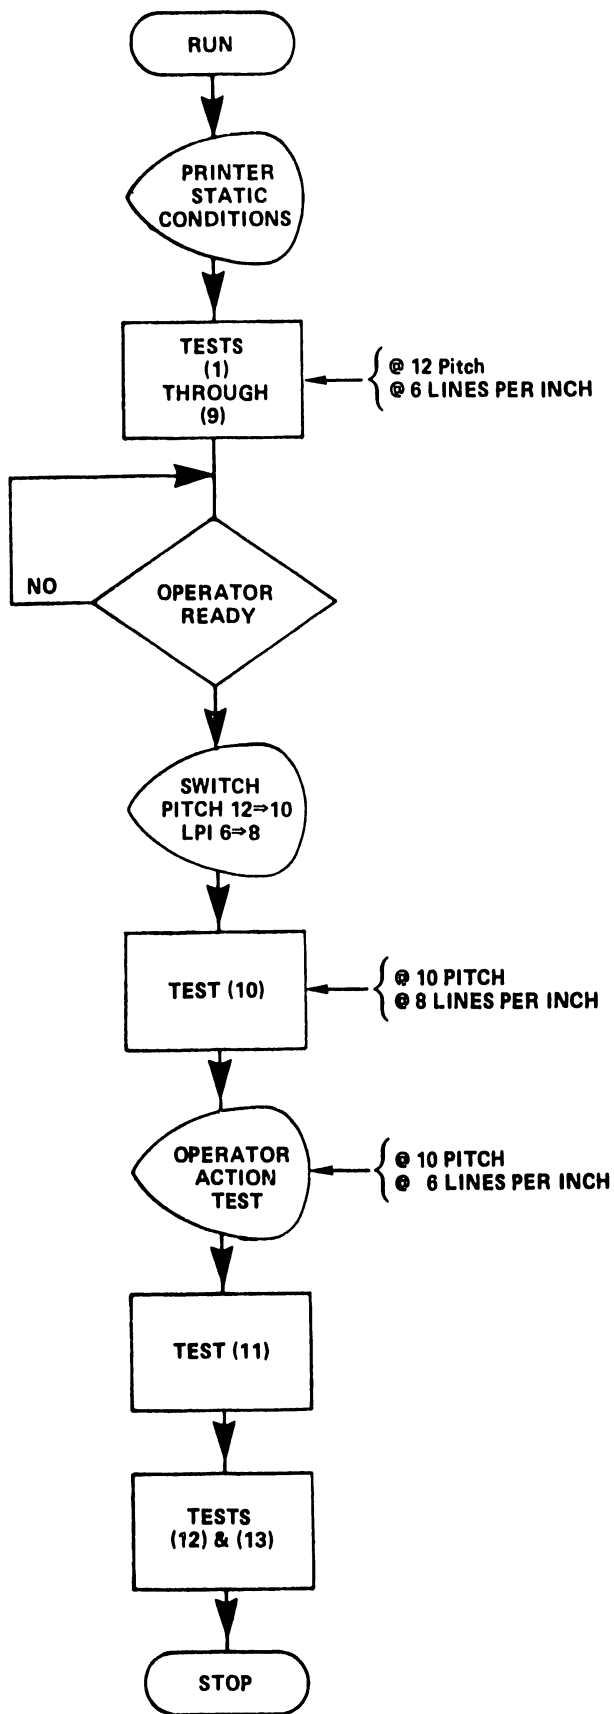 RUN
PRINTER
STATIC
CONDITIONS
TESTS
(1)
THROUGH
(9)
@ 12 Pitch
@ 6 LINES PER INCH
NO
OPERATOR
READY
SWITCH
PITCH 12⇒10
LPI 6⇒8
TEST (10)
@ 10 PITCH
@ 8 LINES PER INCH
OPERATOR
ACTION
TEST
@ 10 PITCH
@ 6 LINES PER INCH
TEST (11)
TESTS
(12) & (13)
STOP